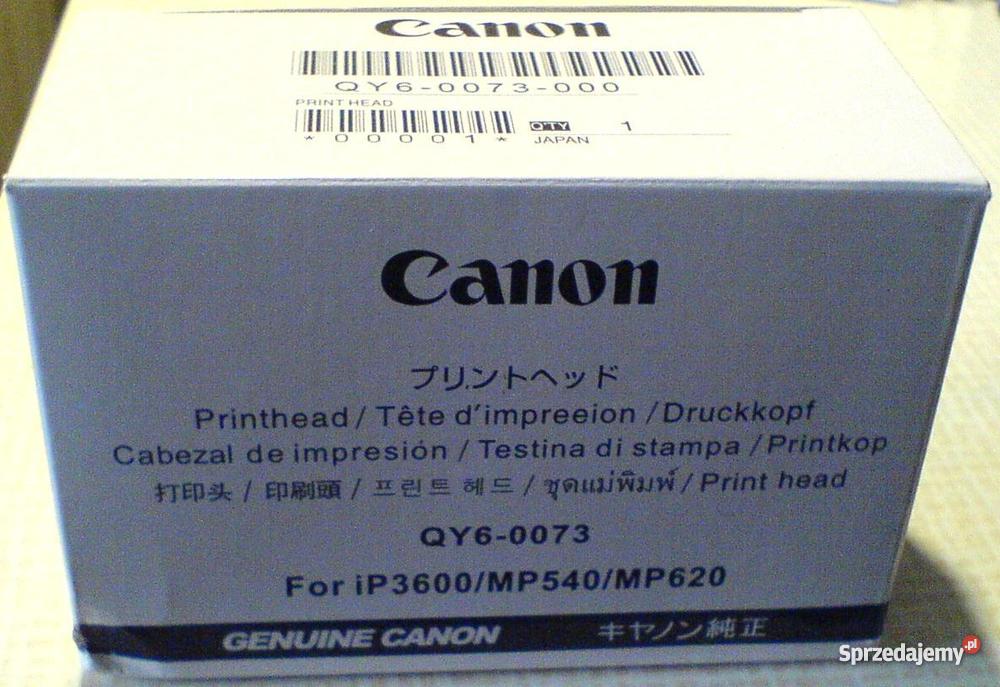 Canon
QY6-0073-000
PRINT HEAD
*00001*
Q'TY 1
JAPAN
Canon
プリントヘッド
Printhead / Tête d'impreeion / Druckkopf
Cabezal de impresión / Testina di stampa / Printkop
打印头 / 印刷頭 / 프린트 헤드 / ชุดแม่พิมพ์ / Print head
QY6-0073
For iP3600/MP540/MP620
GENUINE CANON キヤノン純正
Sprzedajemy.pl